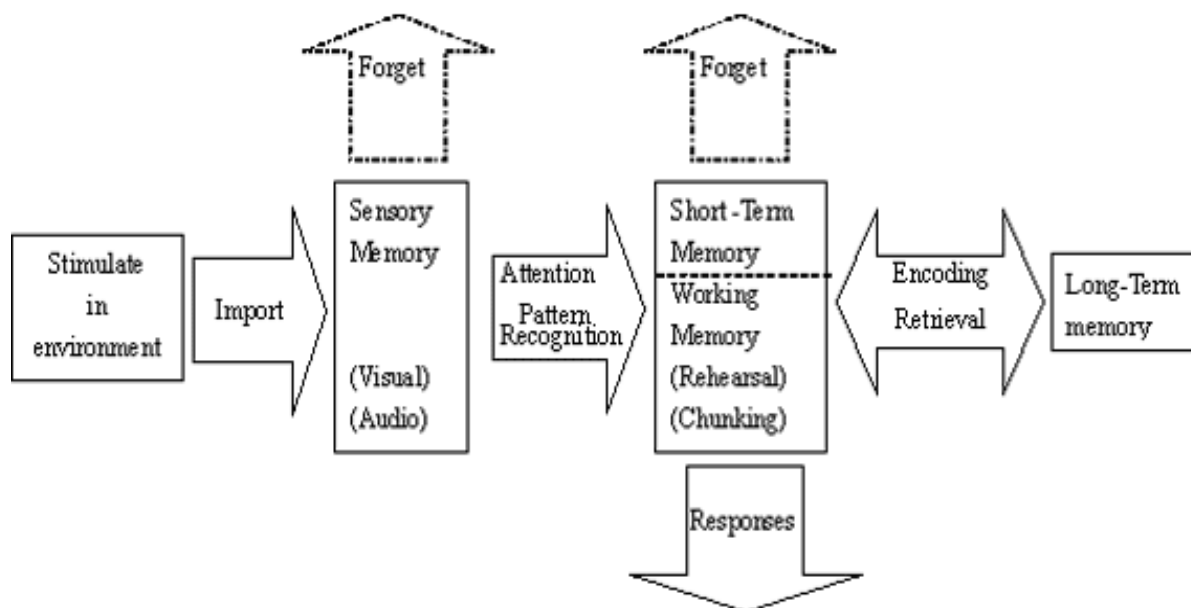 Forget
Forget
Stimulate
in
environment
Import
Sensory
Memory
(Visual)
(Audio)
Attention
Pattern
Recognition
Short-Term
Memory
Working
Memory
(Rehearsal)
(Chunking)
Encoding
Retrieval
Long-Term
memory
Responses